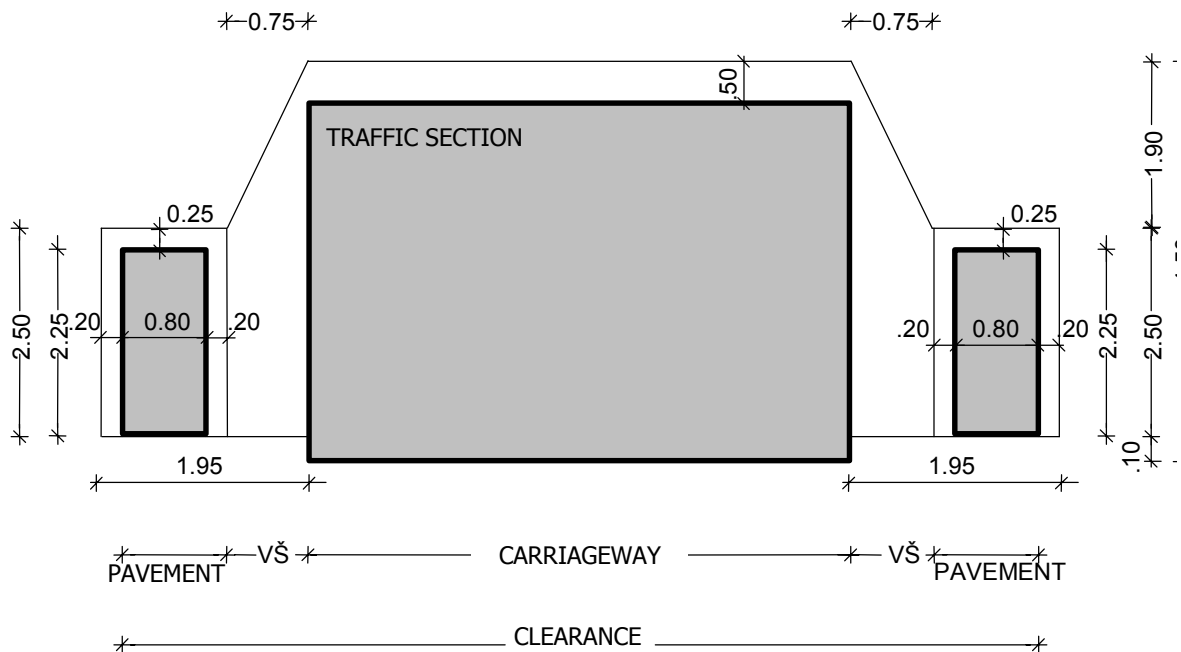 0.75
0.75
.50
TRAFFIC SECTION
1.90
0.25
0.25
2.50
2.25
.20
0.80
.20
.20
0.80
.20
2.25
2.50
.10
1.95
1.95
VŠ
CARRIAGEWAY
VŠ
PAVEMENT
PAVEMENT
CLEARANCE